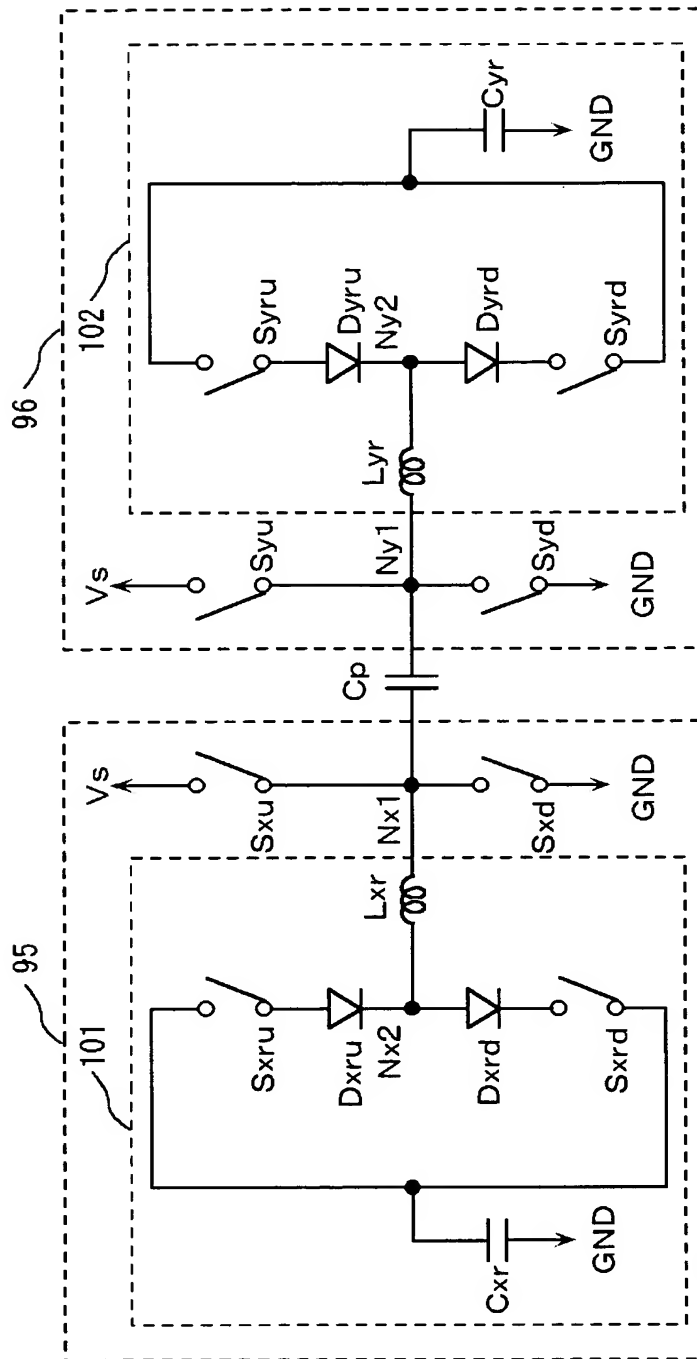 95
101
Sxru
Dxru
Nx2
Dxrd
Sxrd
Cxr
GND
Lxr
Vs
Sxu
Nx1
Sxd
GND
Cp
96
102
Vs
Syu
Ny1
Syd
GND
Lyr
Syru
Dyru
Ny2
Dyrd
Syrd
Cyr
GND